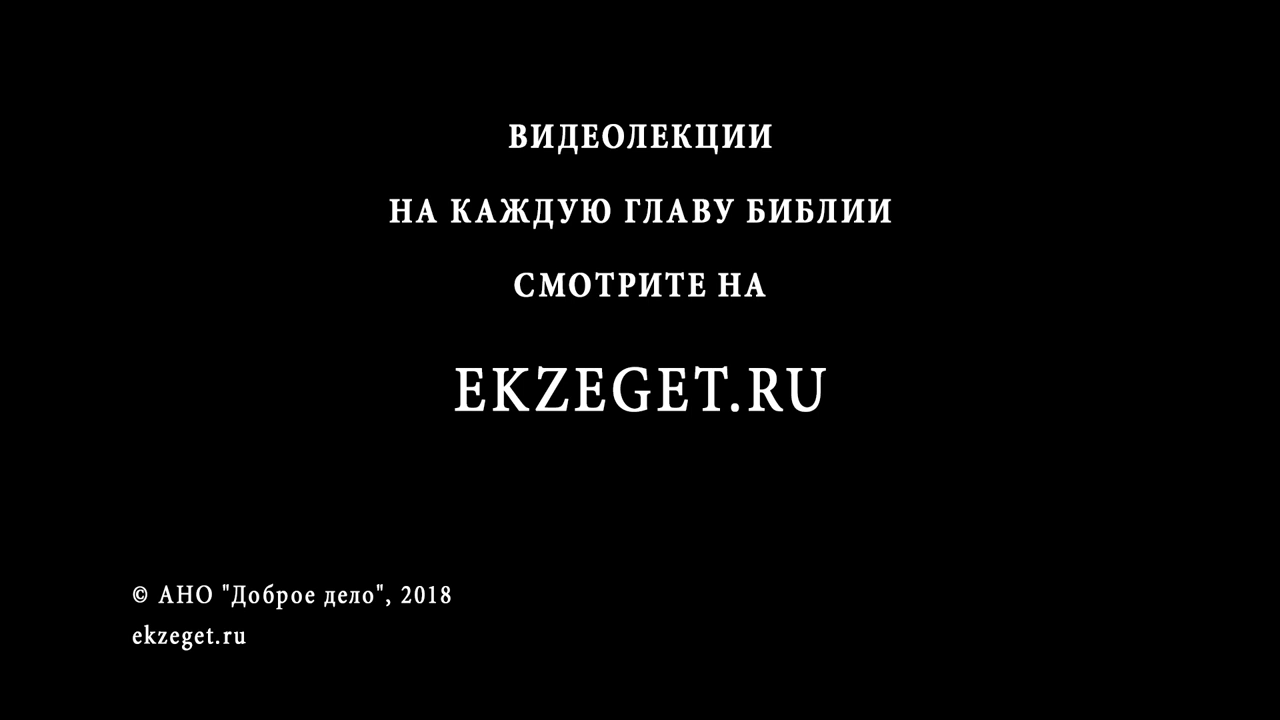 ВИДЕОЛЕКЦИИ
НА КАЖДУЮ ГЛАВУ БИБЛИИ
СМОТРИТЕ НА
EKZEGET.RU
© АНО "Доброе дело", 2018
ekzeget.ru